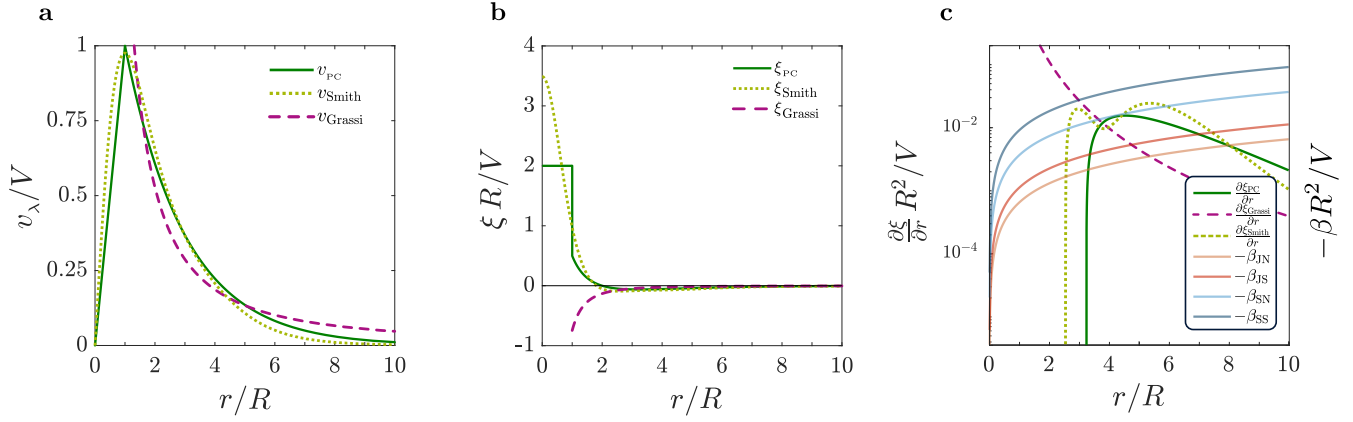 a
1
0.75
0.5
0.25
0
0 2 4 6 8 10
v_λ/V
r/R
v_PC
v_Smith
v_Grassi
b
4
3
2
1
0
-1
0 2 4 6 8 10
ξ R/V
r/R
ξ_PC
ξ_Smith
ξ_Grassi
c
10⁻²
10⁻⁴
0 2 4 6 8 10
∂ξ/∂r R²/V
r/R
−βR²/V
∂ξ_PC/∂r
∂ξ_Grassi/∂r
∂ξ_Smith/∂r
−β_JN
−β_JS
−β_SN
−β_SS